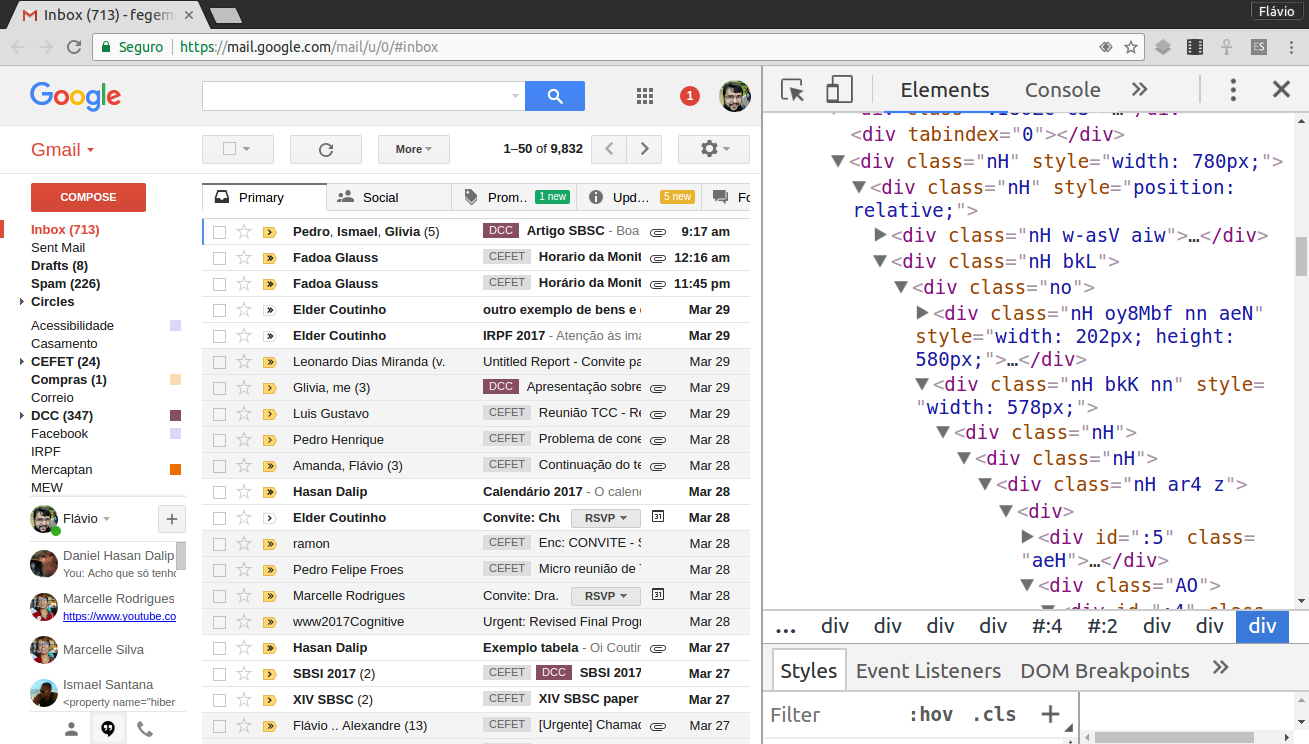 Inbox (713) - fegem
Flávio
Seguro https://mail.google.com/mail/u/0/#inbox
ES
Google
1
Gmail
More
1–50 of 9,832
COMPOSE
Inbox (713)
Sent Mail
Drafts (8)
Spam (226)
Circles
Acessibilidade
Casamento
CEFET (24)
Compras (1)
Correio
DCC (347)
Facebook
IRPF
Mercaptan
MEW
Flávio
Daniel Hasan Dalip
You: Acho que só tenho
Marcelle Rodrigues
https://www.youtube.co
Marcelle Silva
Ismael Santana
<property name="hiber
Primary Social Prom.. 1 new Upd... 5 new Fo
Pedro, Ismael, Glivia (5) DCC Artigo SBSC - Boa 9:17 am
Fadoa Glauss CEFET Horario da Monit 12:16 am
Fadoa Glauss CEFET Horário da Monit 11:45 pm
Elder Coutinho outro exemplo de bens e Mar 29
Elder Coutinho IRPF 2017 - Atenção às ima Mar 29
Leonardo Dias Miranda (v. Untitled Report - Convite pa Mar 29
Glivia, me (3) DCC Apresentação sobre Mar 29
Luis Gustavo CEFET Reunião TCC - Re Mar 29
Pedro Henrique CEFET Problema de cone Mar 28
Amanda, Flávio (3) CEFET Continuação do te Mar 28
Hasan Dalip Calendário 2017 - O calend Mar 28
Elder Coutinho Convite: Chu RSVP 31 Mar 28
ramon CEFET Enc: CONVITE - S Mar 28
Pedro Felipe Froes CEFET Micro reunião de Mar 28
Marcelle Rodrigues Convite: Dra. RSVP 31 Mar 28
www2017Cognitive Urgent: Revised Final Progr Mar 28
Hasan Dalip Exemplo tabela - Oi Coutin Mar 27
SBSI 2017 (2) CEFET DCC SBSI 2017 Mar 27
XIV SBSC (2) CEFET XIV SBSC paper Mar 27
Flávio .. Alexandre (13) CEFET [Urgente] Chamac Mar 27
Elements Console
<div tabindex="0"></div>
<div class="nH" style="width: 780px;">
<div class="nH" style="position:
relative;">
<div class="nH w-asV aiw">…</div>
<div class="nH bkL">
<div class="no">
<div class="nH oy8Mbf nn aeN"
style="width: 202px; height:
580px;">…</div>
<div class="nH bkK nn" style=
"width: 578px;">
<div class="nH">
<div class="nH">
<div class="nH ar4 z">
<div>
<div id=":5" class=
"aeH">…</div>
<div class="AO">
<div id=":4" class
... div div div div #:4 #:2 div div div
Styles Event Listeners DOM Breakpoints
Filter :hov .cls